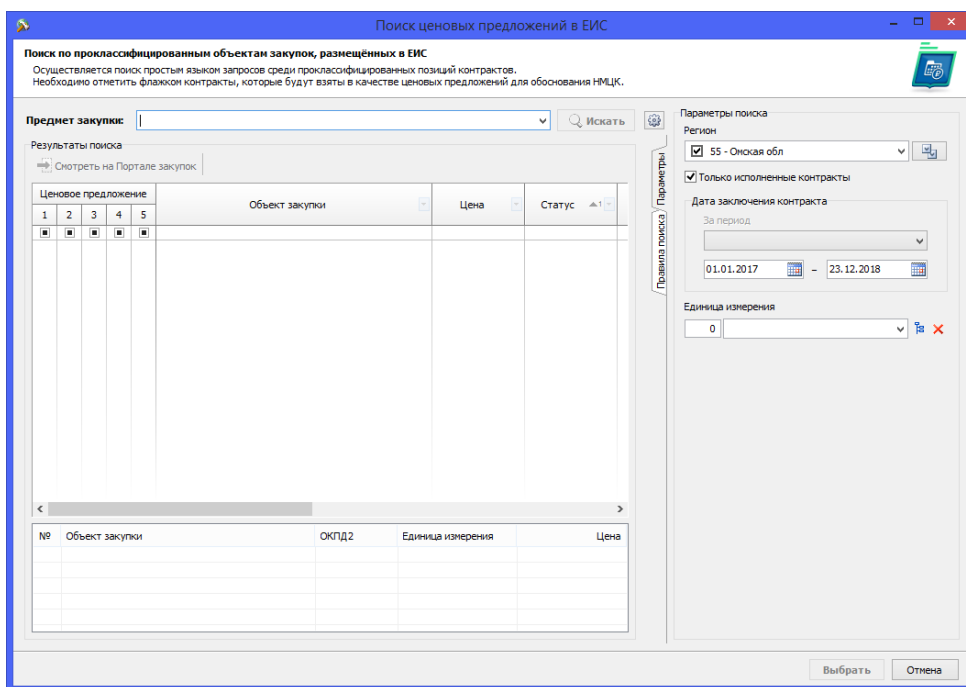 Поиск ценовых предложений в ЕИС
Поиск по проклассифицированным объектам закупок, размещённых в ЕИС
Осуществляется поиск простым языком запросов среди проклассифицированных позиций контрактов.
Необходимо отметить флажком контракты, которые будут взяты в качестве ценовых предложений для обоснования НМЦК.
Предмет закупки:
Искать
Результаты поиска
Смотреть на Портале закупок
Ценовое предложение
Объект закупки
Цена
Статус
1
1 2 3 4 5
№ Объект закупки ОКПД2 Единица измерения Цена
Параметры
Правила поиска
Параметры поиска
Регион
55 - Омская обл
Только исполненные контракты
Дата заключения контракта
За период
01.01.2017 – 23.12.2018
Единица измерения
0
Выбрать Отмена